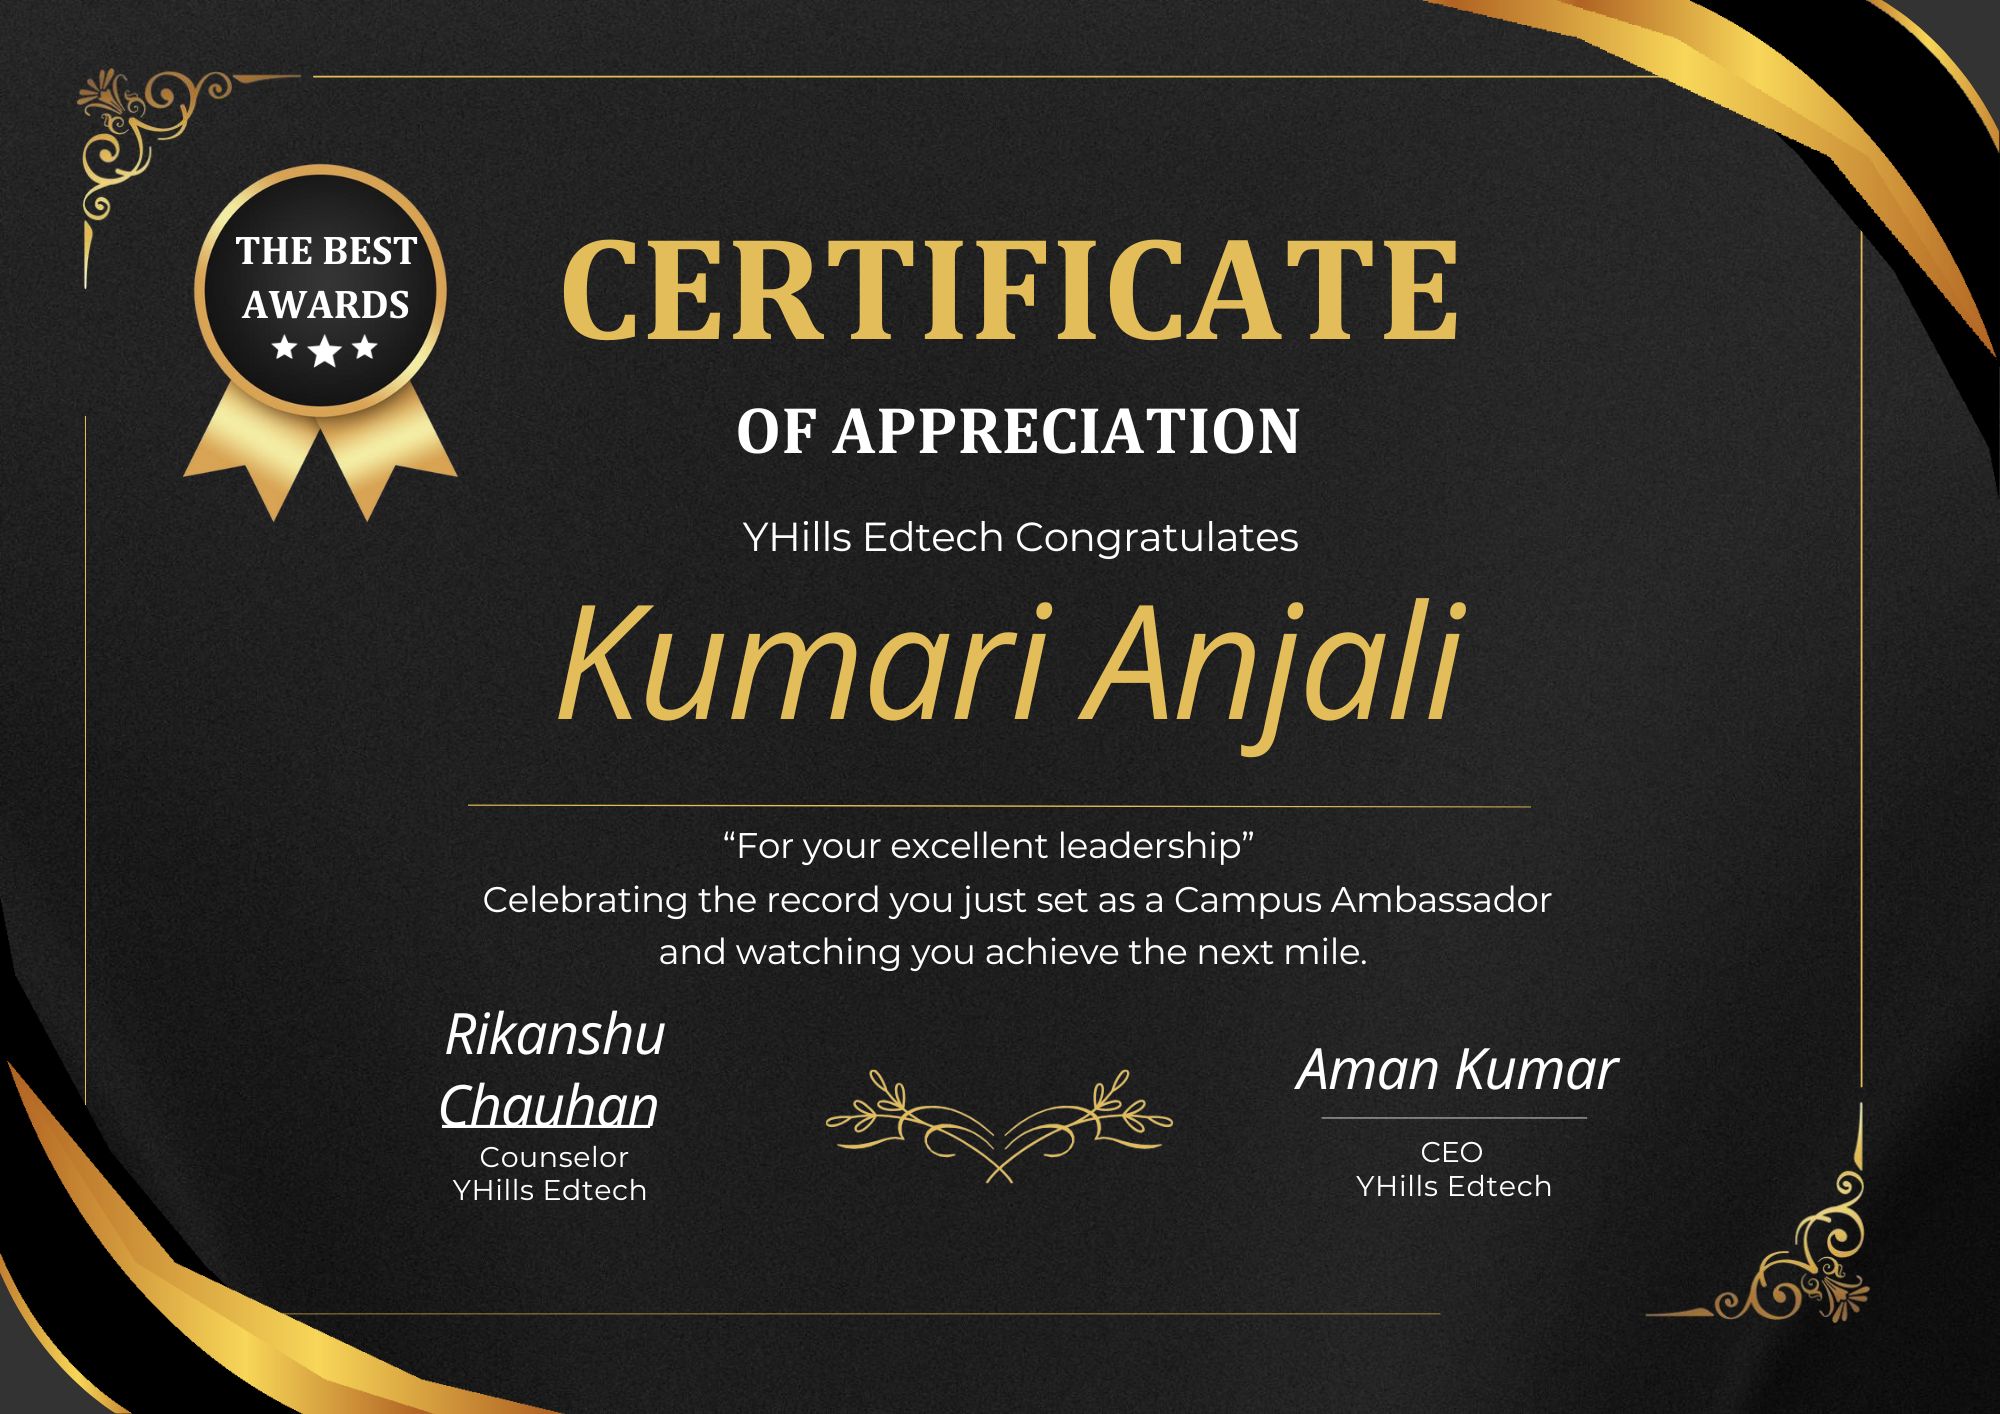 THE BEST
AWARDS
CERTIFICATE
OF APPRECIATION
YHills Edtech Congratulates
Kumari Anjali
“For your excellent leadership”
Celebrating the record you just set as a Campus Ambassador
and watching you achieve the next mile.
Rikanshu
Chauhan
Counselor
YHills Edtech
Aman Kumar
CEO
YHills Edtech